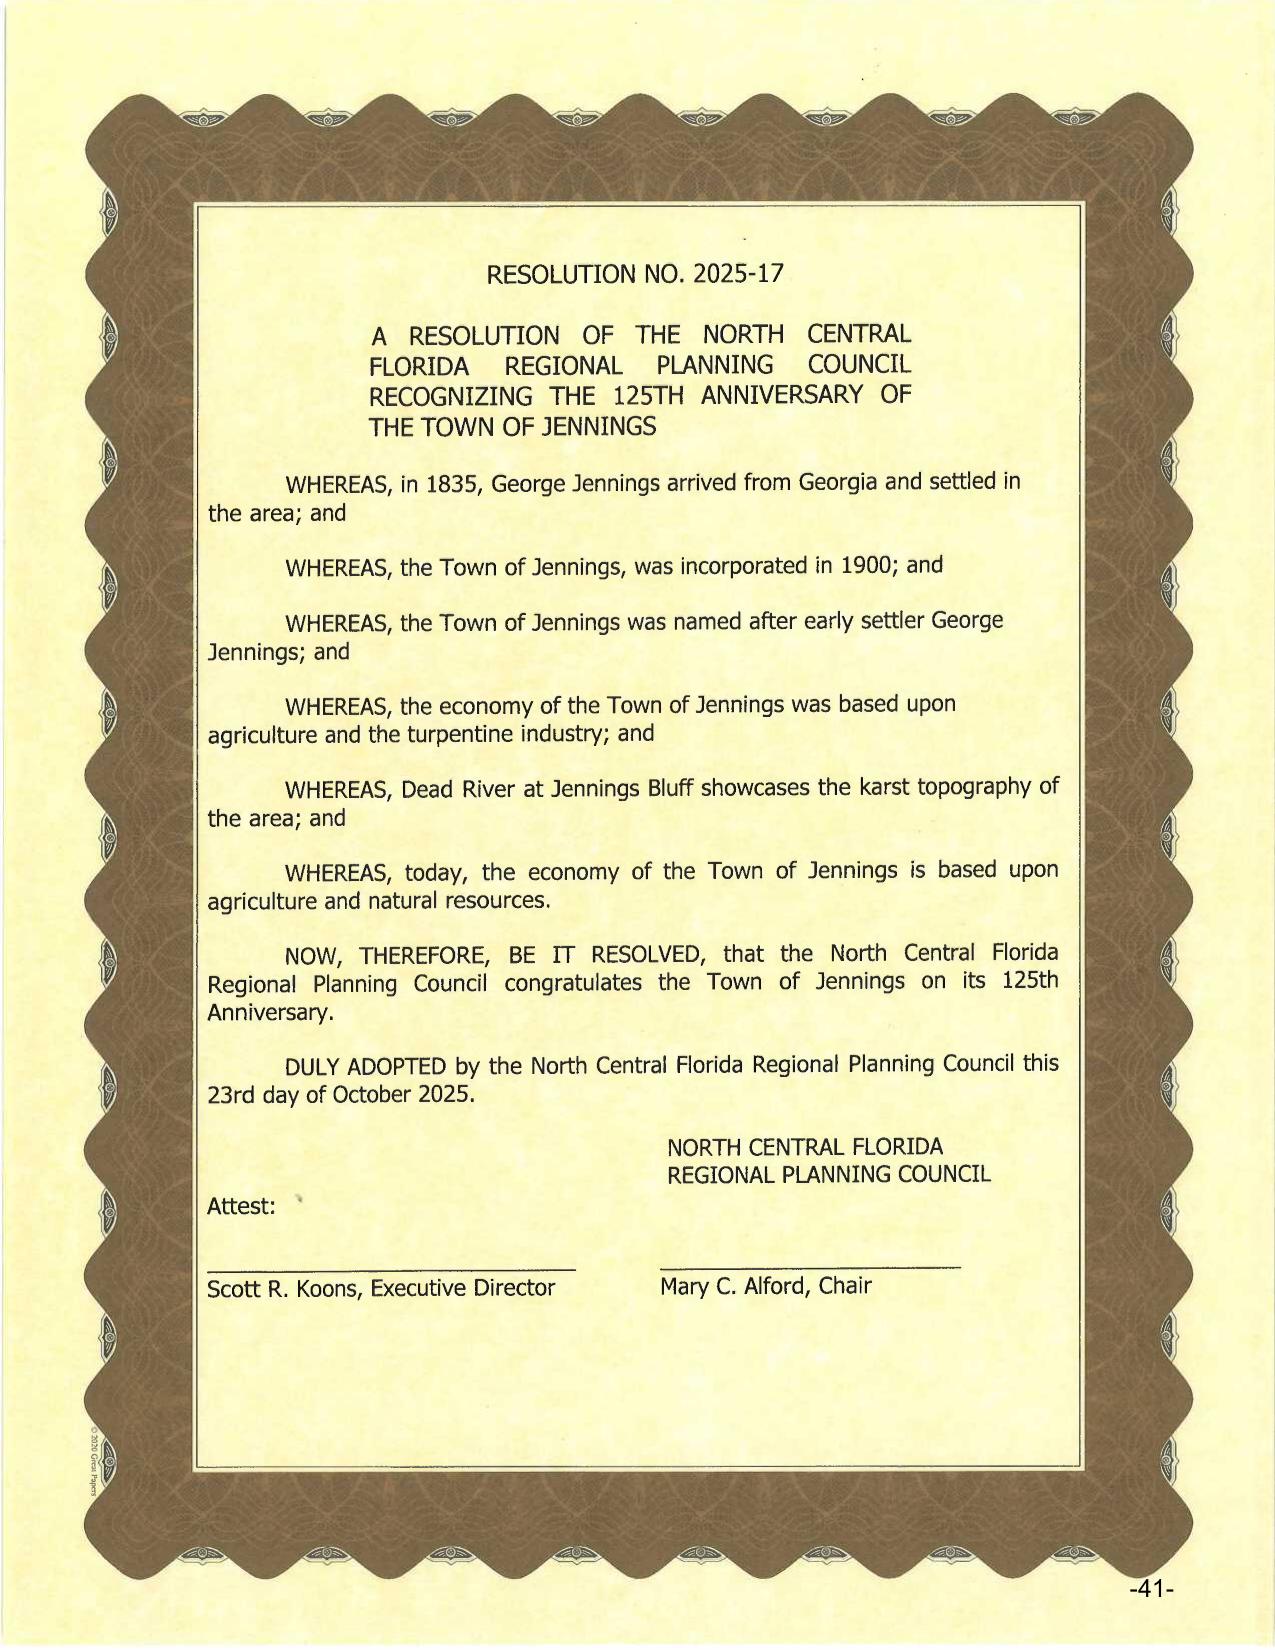 RESOLUTION NO. 2025-17
A RESOLUTION OF THE NORTH CENTRAL
FLORIDA REGIONAL PLANNING COUNCIL
RECOGNIZING THE 125TH ANNIVERSARY OF
THE TOWN OF JENNINGS
WHEREAS, in 1835, George Jennings arrived from Georgia and settled in
the area; and
WHEREAS, the Town of Jennings, was incorporated in 1900; and
WHEREAS, the Town of Jennings was named after early settler George
Jennings; and
WHEREAS, the economy of the Town of Jennings was based upon
agriculture and the turpentine industry; and
WHEREAS, Dead River at Jennings Bluff showcases the karst topography of
the area; and
WHEREAS, today, the economy of the Town of Jennings is based upon
agriculture and natural resources.
NOW, THEREFORE, BE IT RESOLVED, that the North Central Florida
Regional Planning Council congratulates the Town of Jennings on its 125th
Anniversary.
DULY ADOPTED by the North Central Florida Regional Planning Council this
23rd day of October 2025.
NORTH CENTRAL FLORIDA
REGIONAL PLANNING COUNCIL
Attest:
Scott R. Koons, Executive Director
Mary C. Alford, Chair
© 2020 Great Papers
-41-